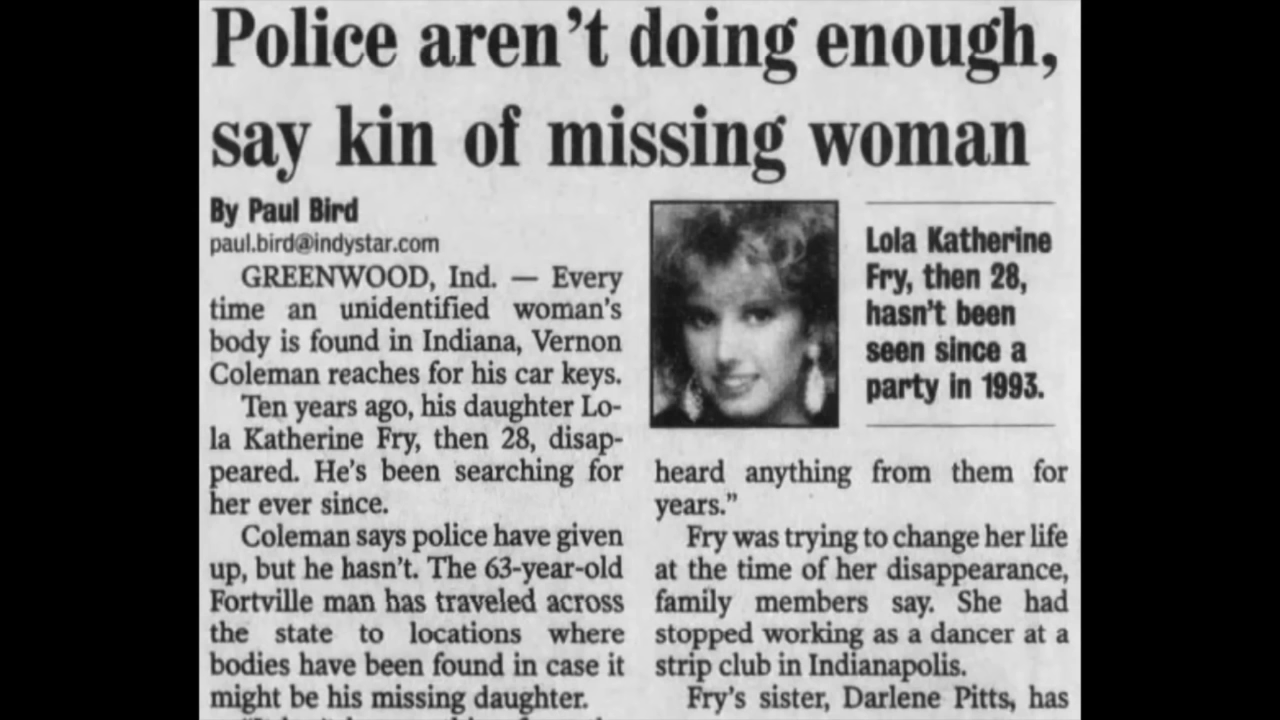 Police aren't doing enough,
say kin of missing woman
By Paul Bird
paul.bird@indystar.com
GREENWOOD, Ind. — Every
time an unidentified woman's
body is found in Indiana, Vernon
Coleman reaches for his car keys.
Ten years ago, his daughter Lo-
la Katherine Fry, then 28, disap-
peared. He's been searching for
her ever since.
Coleman says police have given
up, but he hasn't. The 63-year-old
Fortville man has traveled across
the state to locations where
bodies have been found in case it
might be his missing daughter.
Lola Katherine
Fry, then 28,
hasn't been
seen since a
party in 1993.
heard anything from them for
years."
Fry was trying to change her life
at the time of her disappearance,
family members say. She had
stopped working as a dancer at a
strip club in Indianapolis.
Fry's sister, Darlene Pitts, has